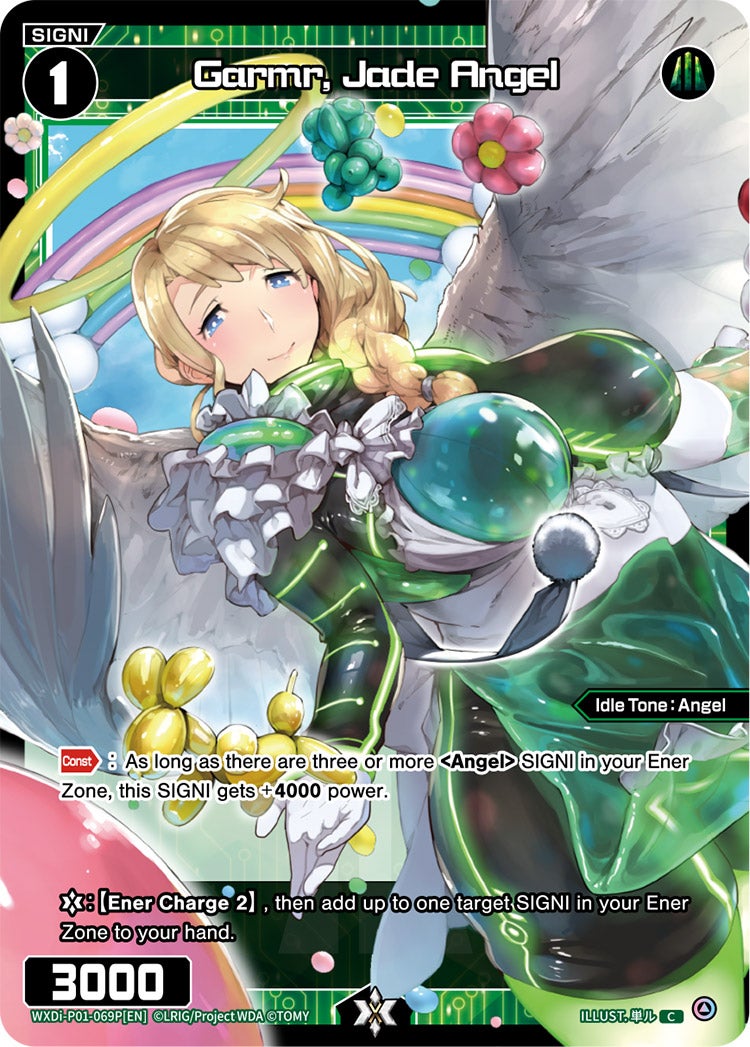 SIGNI
1
Garmr, Jade Angel
Idle Tone : Angel
Const : As long as there are three or more <Angel> SIGNI in your Ener
Zone, this SIGNI gets +4000 power.
: 【Ener Charge 2】, then add up to one target SIGNI in your Ener
Zone to your hand.
3000
WXDi-P01-069P[EN] ©LRIG/Project WDA ©TOMY
ILLUST. 単ル C